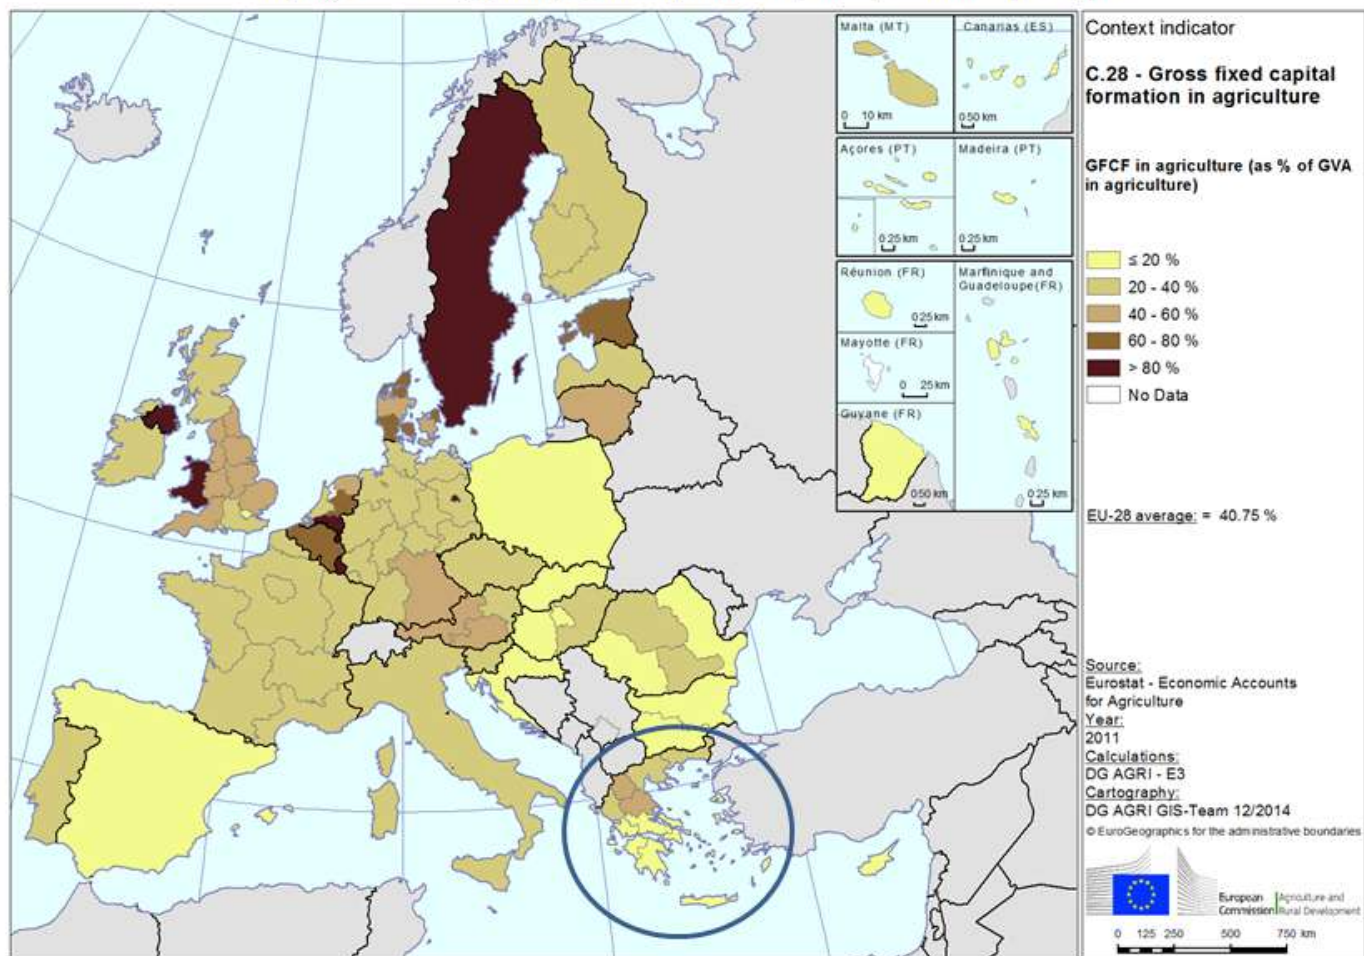 Malta (MT)
0 10 km
Canarias (ES)
0 50 km
Açores (PT)
0 25 km
Madeira (PT)
0 25 km
Réunion (FR)
0 25 km
Martinique and
Guadeloupe(FR)
0 25 km
Mayotte (FR)
0 25 km
Guyane (FR)
0 50 km
Context indicator
C.28 - Gross fixed capital
formation in agriculture
GFCF in agriculture (as % of GVA
in agriculture)
≤ 20 %
20 - 40 %
40 - 60 %
60 - 80 %
> 80 %
No Data
EU-28 average: = 40.75 %
Source:
Eurostat - Economic Accounts
for Agriculture
Year:
2011
Calculations:
DG AGRI - E3
Cartography:
DG AGRI GIS-Team 12/2014
© EuroGeographics for the administrative boundaries
European
Commission
Agriculture and
Rural Development
0 125 250 500 750 km